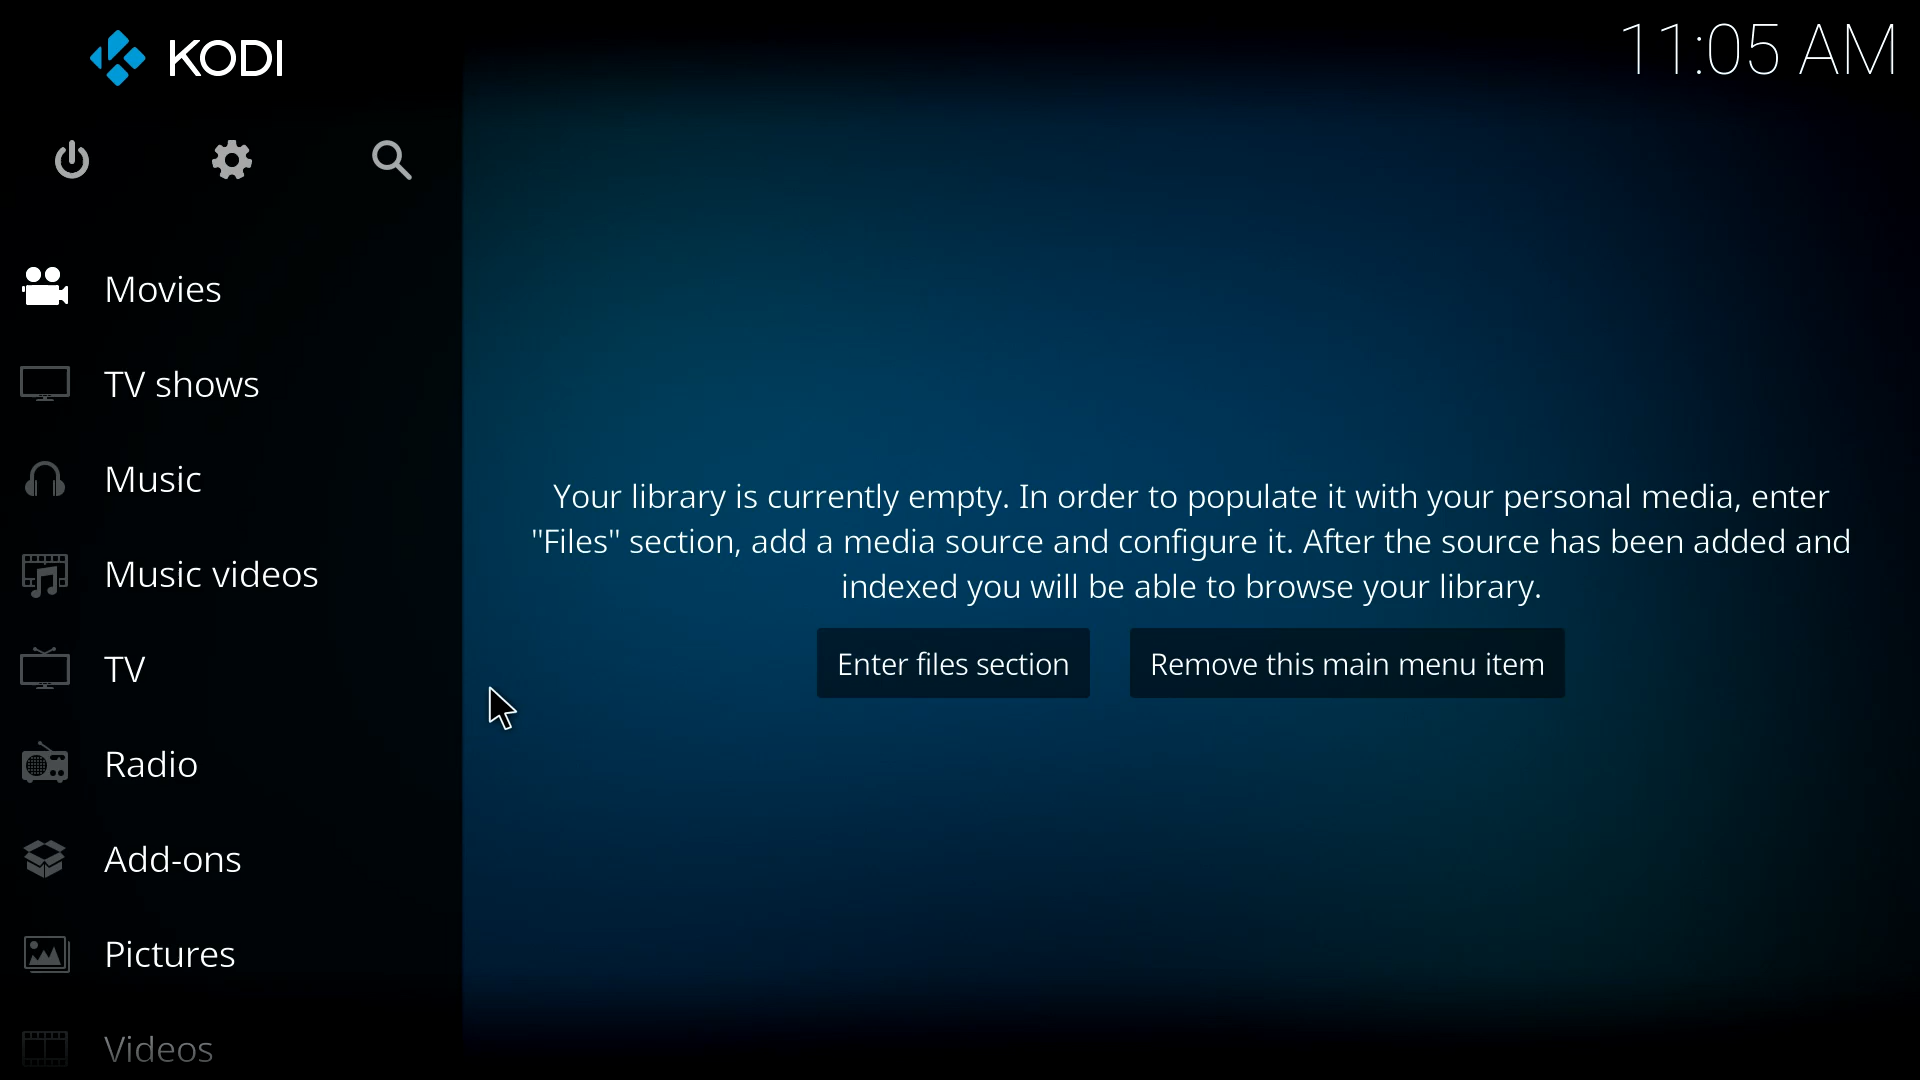 KODI
11:05 AM
Movies
TV shows
Music
Music videos
TV
Radio
Add-ons
Pictures
Videos
Your library is currently empty. In order to populate it with your personal media, enter
"Files" section, add a media source and configure it. After the source has been added and
indexed you will be able to browse your library.
Enter files section
Remove this main menu item